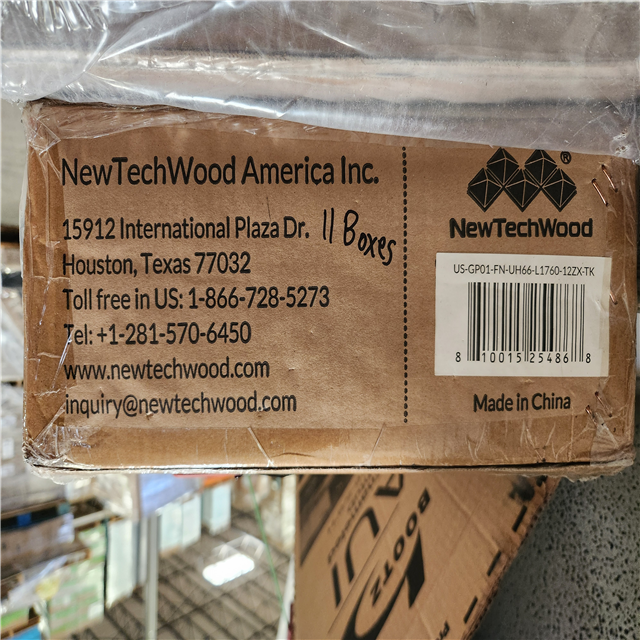 NewTechWood America Inc.
15912 International Plaza Dr.
11 Boxes
Houston, Texas 77032
Toll free in US: 1-866-728-5273
Tel: +1-281-570-6450
www.newtechwood.com
inquiry@newtechwood.com
®
NewTechWood
US-GP01-FN-UH66-L1760-12ZX-TK
8 10015 25486 8
Made in China
BOOTZ
AUI